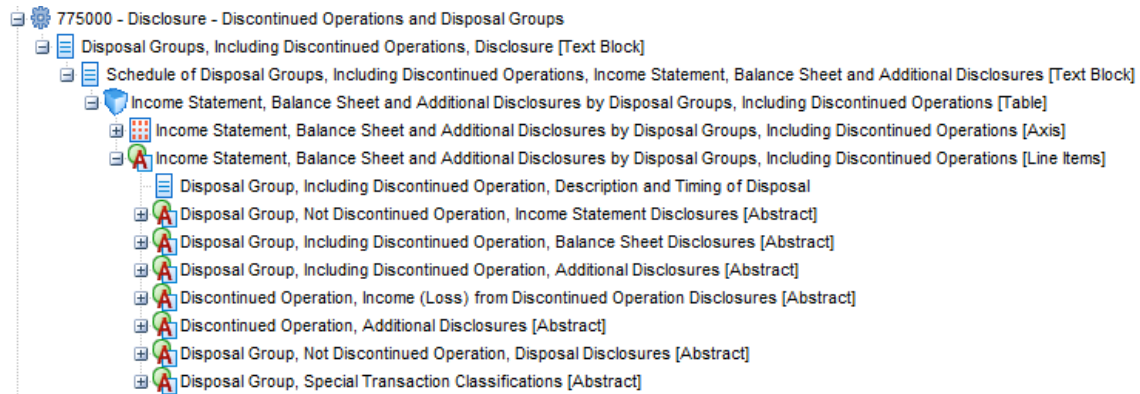 775000 - Disclosure - Discontinued Operations and Disposal Groups
Disposal Groups, Including Discontinued Operations, Disclosure [Text Block]
Schedule of Disposal Groups, Including Discontinued Operations, Income Statement, Balance Sheet and Additional Disclosures [Text Block]
Income Statement, Balance Sheet and Additional Disclosures by Disposal Groups, Including Discontinued Operations [Table]
Income Statement, Balance Sheet and Additional Disclosures by Disposal Groups, Including Discontinued Operations [Axis]
Income Statement, Balance Sheet and Additional Disclosures by Disposal Groups, Including Discontinued Operations [Line Items]
Disposal Group, Including Discontinued Operation, Description and Timing of Disposal
Disposal Group, Not Discontinued Operation, Income Statement Disclosures [Abstract]
Disposal Group, Including Discontinued Operation, Balance Sheet Disclosures [Abstract]
Disposal Group, Including Discontinued Operation, Additional Disclosures [Abstract]
Discontinued Operation, Income (Loss) from Discontinued Operation Disclosures [Abstract]
Discontinued Operation, Additional Disclosures [Abstract]
Disposal Group, Not Discontinued Operation, Disposal Disclosures [Abstract]
Disposal Group, Special Transaction Classifications [Abstract]